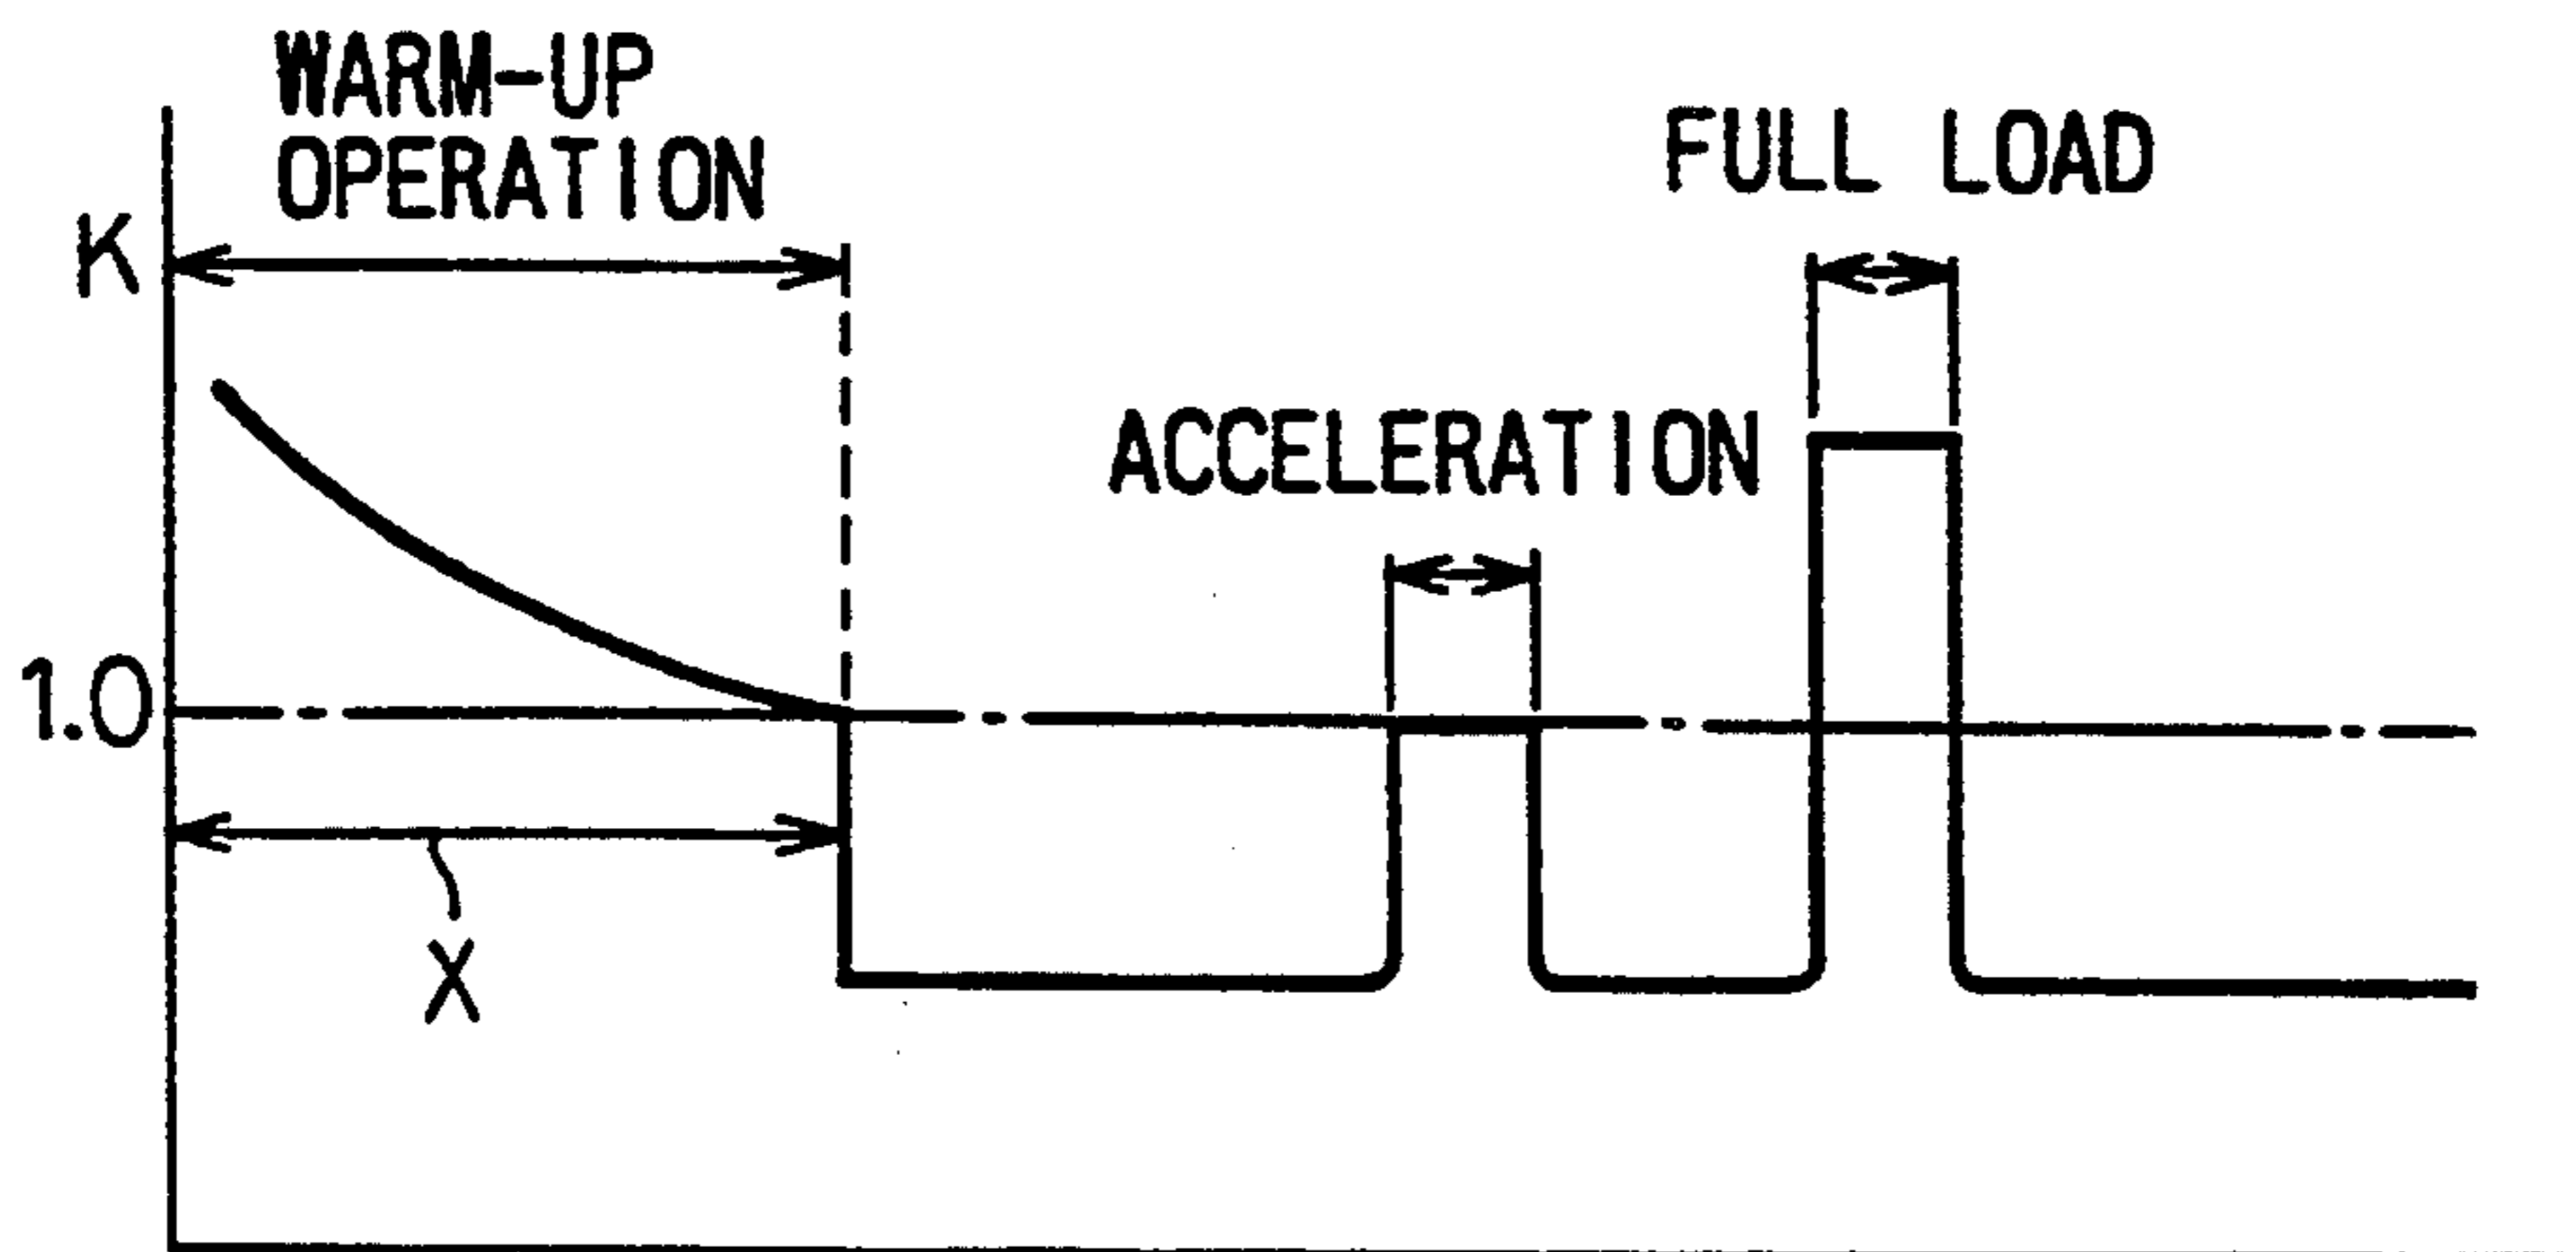 WARM-UP
OPERATION
FULL LOAD
K
ACCELERATION
1.0
X